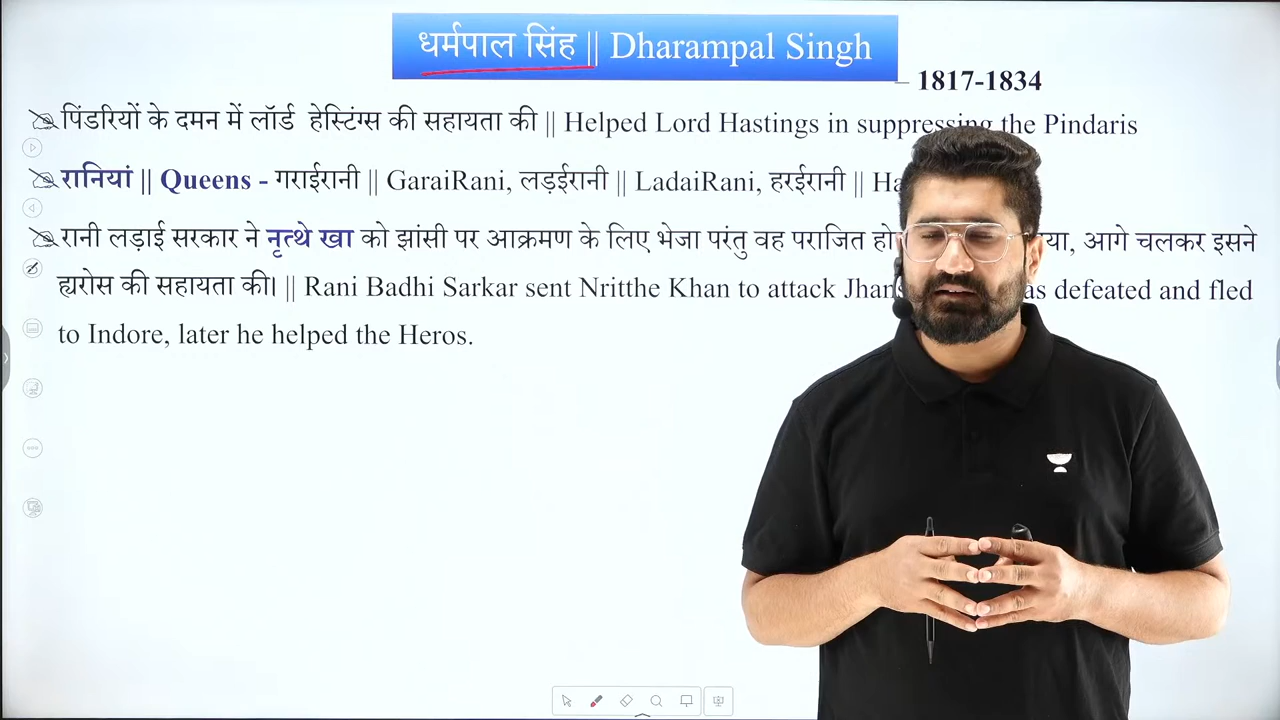 धर्मपाल सिंह || Dharampal Singh
– 1817-1834
पिंडरियों के दमन में लॉर्ड हेस्टिंग्स की सहायता की || Helped Lord Hastings in suppressing the Pindaris
रानियां || Queens - गराईरानी || GaraiRani, लड़ईरानी || LadaiRani, हरईरानी ||
रानी लड़ाई सरकार ने नृत्थे खा को झांसी पर आक्रमण के लिए भेजा परंतु वह पराजित हो आगे चलकर इसने
ह्यरोस की सहायता की। || Rani Badhi Sarkar sent Nritthe Khan to attack defeated and fled
to Indore, later he helped the Heros.